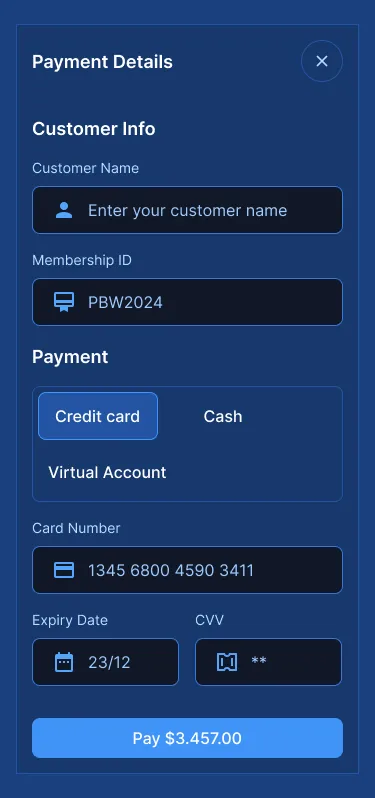 Payment Details
Customer Info
Customer Name
Enter your customer name
Membership ID
PBW2024
Payment
Credit card
Cash
Virtual Account
Card Number
1345 6800 4590 3411
Expiry Date
CVV
23/12
**
Pay $3.457.00